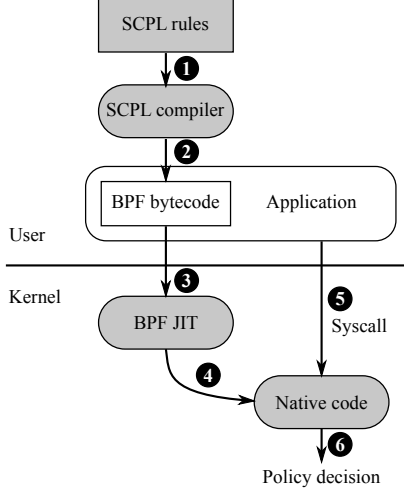 SCPL rules
1
SCPL compiler
2
BPF bytecode
Application
User
Kernel
3
5
BPF JIT
Syscall
4
Native code
6
Policy decision